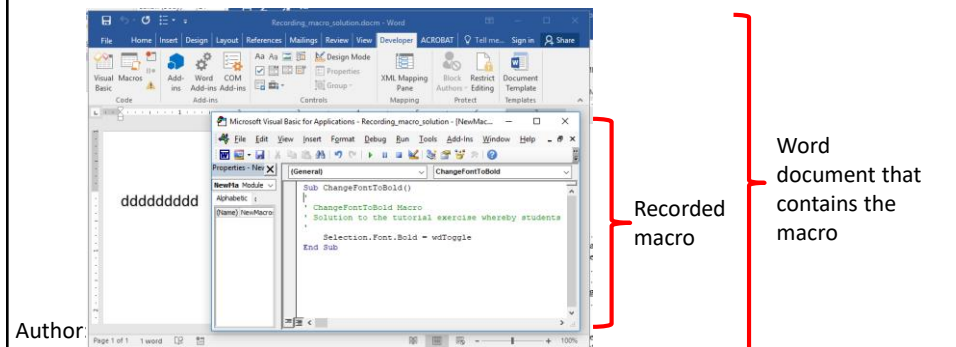 Recording_macro_solution.docm - Word
File Home Insert Design Layout References Mailings Review View Developer ACROBAT Tell me... Sign in Share
Visual Basic
Macros
Add-ins
Word Add-ins
COM Add-ins
Aa Aa
Design Mode
Properties
Group
XML Mapping Pane
Block Authors
Restrict Editing
Document Template
Code Add-ins Controls Mapping Protect Templates
Microsoft Visual Basic for Applications - Recording_macro_solution - [NewMac...
File Edit View Insert Format Debug Run Tools Add-Ins Window Help
Properties - New
(General) ChangeFontToBold
NewMa Module
Alphabetic
(Name) NewMacro
Sub ChangeFontToBold()
'
' ChangeFontToBold Macro
' Solution to the tutorial exercise whereby students
'
Selection.Font.Bold = wdToggle
End Sub
ddddddddd
Recorded
macro
Word
document that
contains the
macro
Author:
Page 1 of 1 1 word 100%